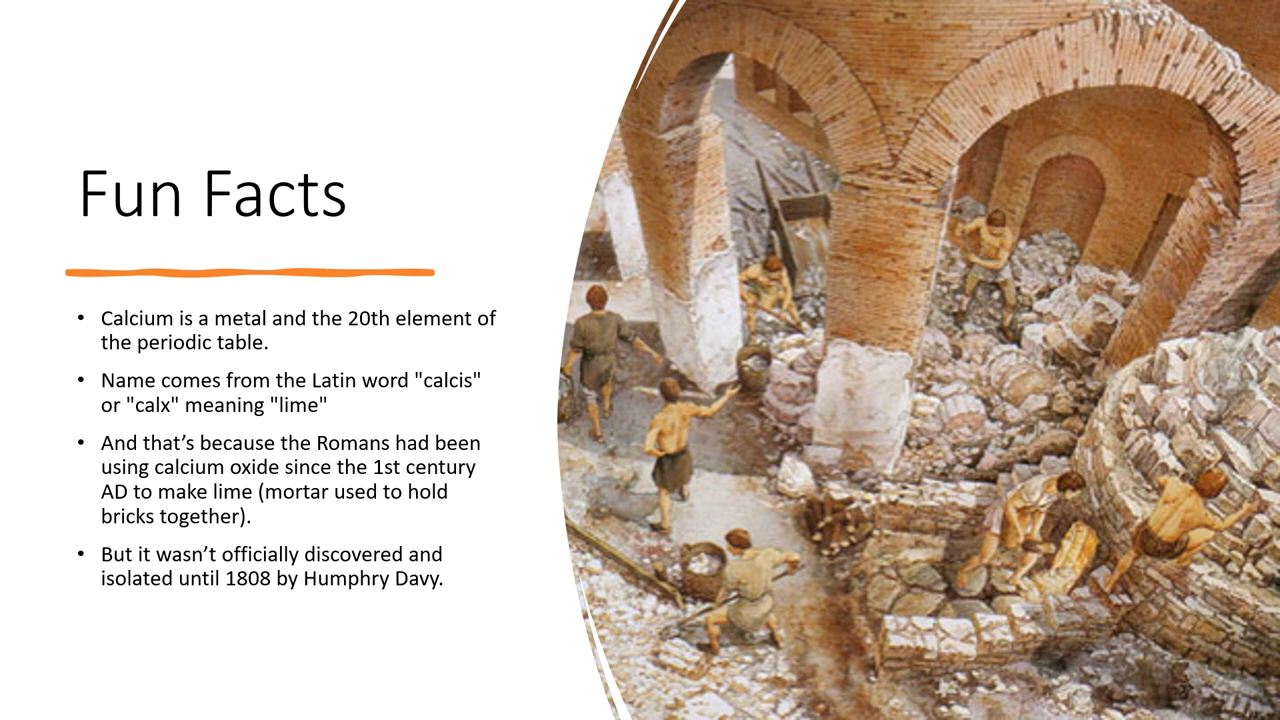 Fun Facts
• Calcium is a metal and the 20th element of
the periodic table.
• Name comes from the Latin word "calcis"
or "calx" meaning "lime"
• And that’s because the Romans had been
using calcium oxide since the 1st century
AD to make lime (mortar used to hold
bricks together).
• But it wasn’t officially discovered and
isolated until 1808 by Humphry Davy.